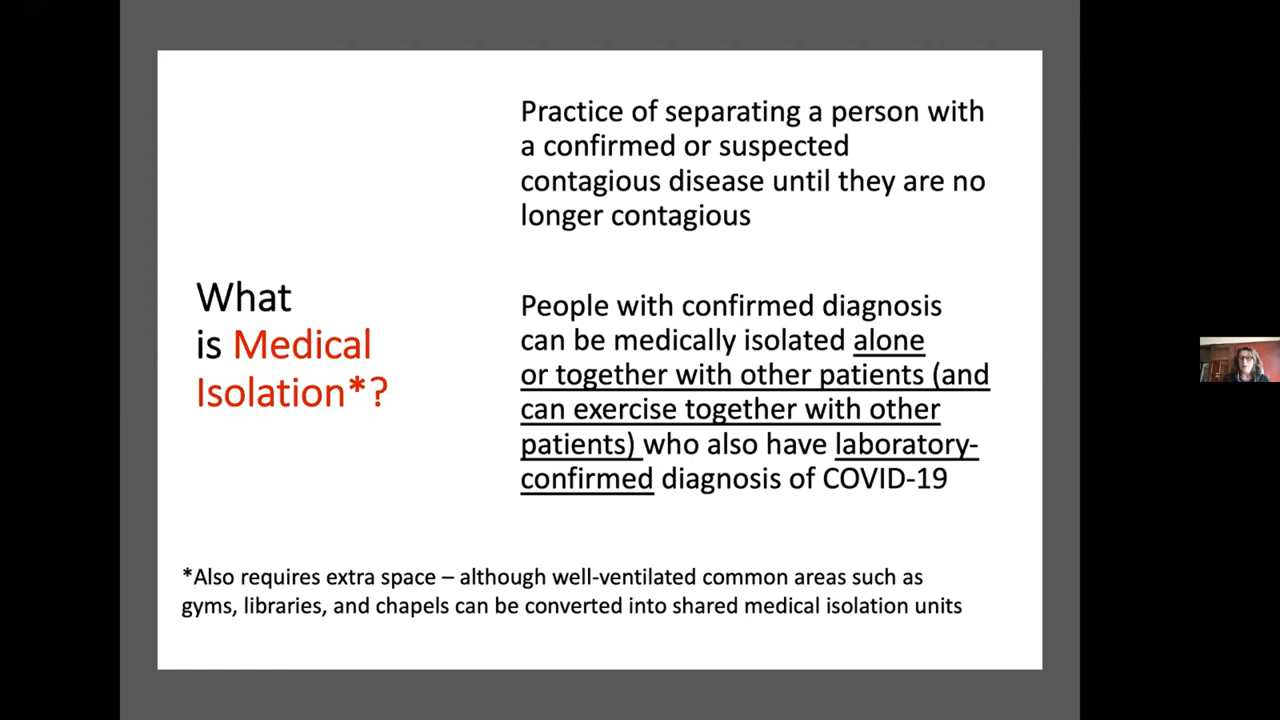 What
is Medical
Isolation*?
Practice of separating a person with
a confirmed or suspected
contagious disease until they are no
longer contagious
People with confirmed diagnosis
can be medically isolated alone
or together with other patients (and
can exercise together with other
patients) who also have laboratory-
confirmed diagnosis of COVID-19
*Also requires extra space – although well-ventilated common areas such as
gyms, libraries, and chapels can be converted into shared medical isolation units